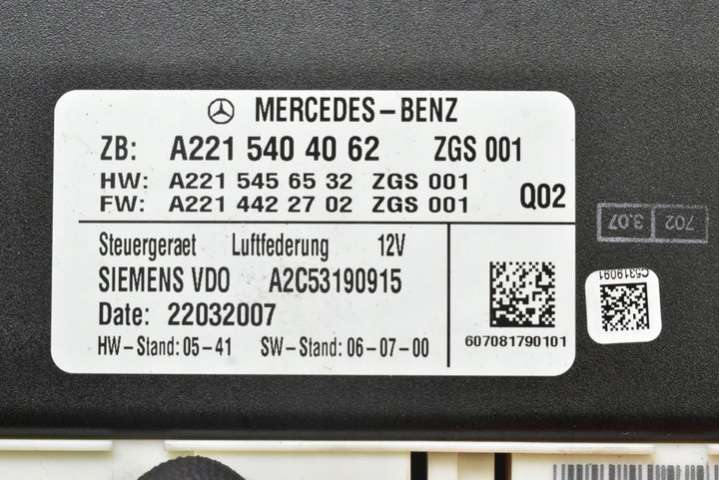 MERCEDES-BENZ
ZB: A221 540 40 62 ZGS 001
HW: A221 545 65 32 ZGS 001
FW: A221 442 27 02 ZGS 001
Q02
Steuergeraet Luftfederung 12V
SIEMENS VDO A2C53190915
Date: 22032007
HW-Stand: 05-41 SW-Stand: 06-07-00
607081790101
702
3.07
C5319091